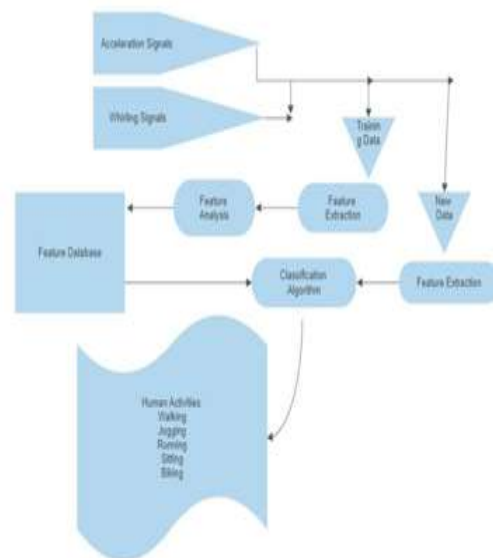 Acceleration Signals
Whirling Signals
Trainin
g Data
Feature
Analysis
Feature
Extraction
New
Data
Feature Database
Classification
Algorithm
Feature Extraction
Human Activities
Walking
Jogging
Running
Sitting
Biking